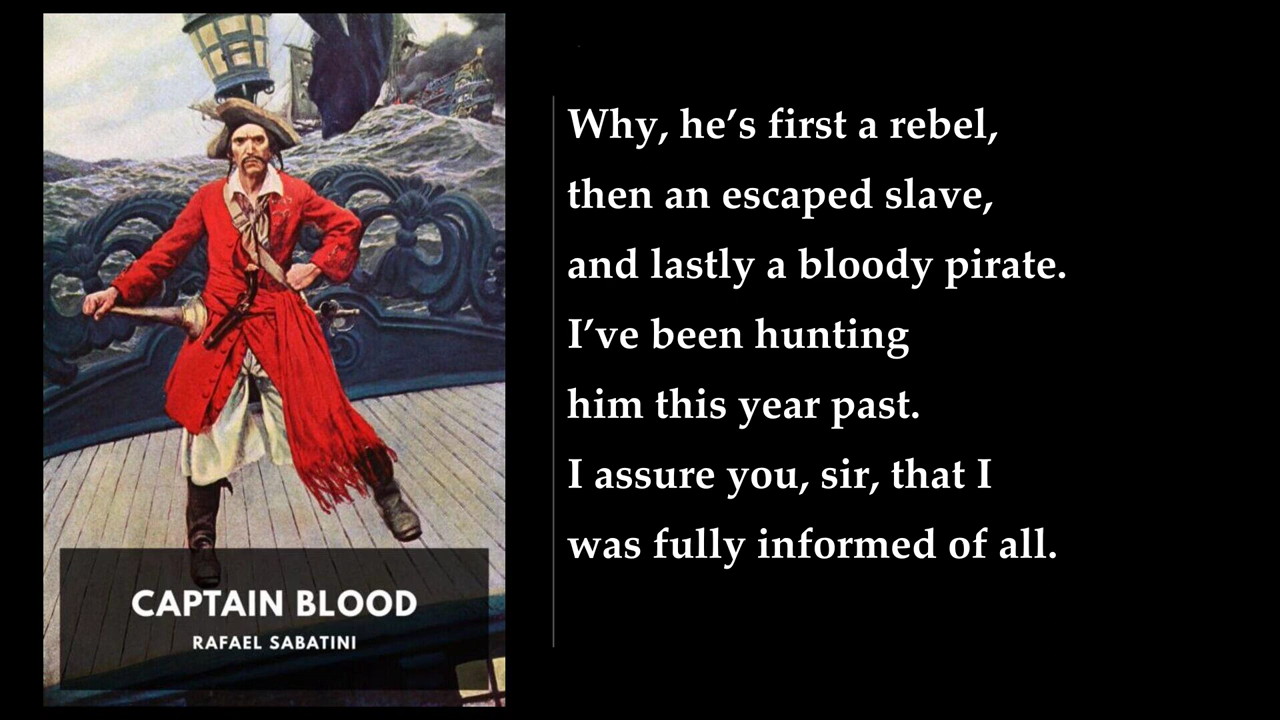 CAPTAIN BLOOD
RAFAEL SABATINI
Why, he’s first a rebel,
then an escaped slave,
and lastly a bloody pirate.
I’ve been hunting
him this year past.
I assure you, sir, that I
was fully informed of all.